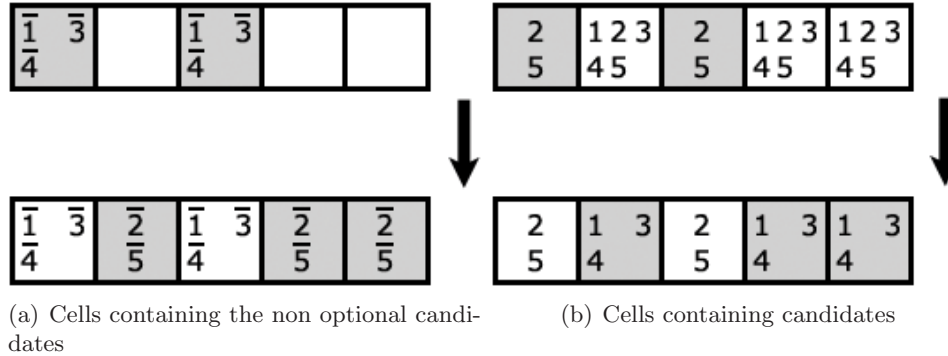 1̅ 3̅ 1̅ 3̅
4̅ 4̅
2 1 2 3 2 1 2 3 1 2 3
5 4 5 5 4 5 4 5
1̅ 3̅ 2̅ 1̅ 3̅ 2̅ 2̅
4̅ 5̅ 4̅ 5̅ 5̅
2 1 3 2 1 3 1 3
5 4 5 4 4
(a) Cells containing the non optional candi-
dates
(b) Cells containing candidates